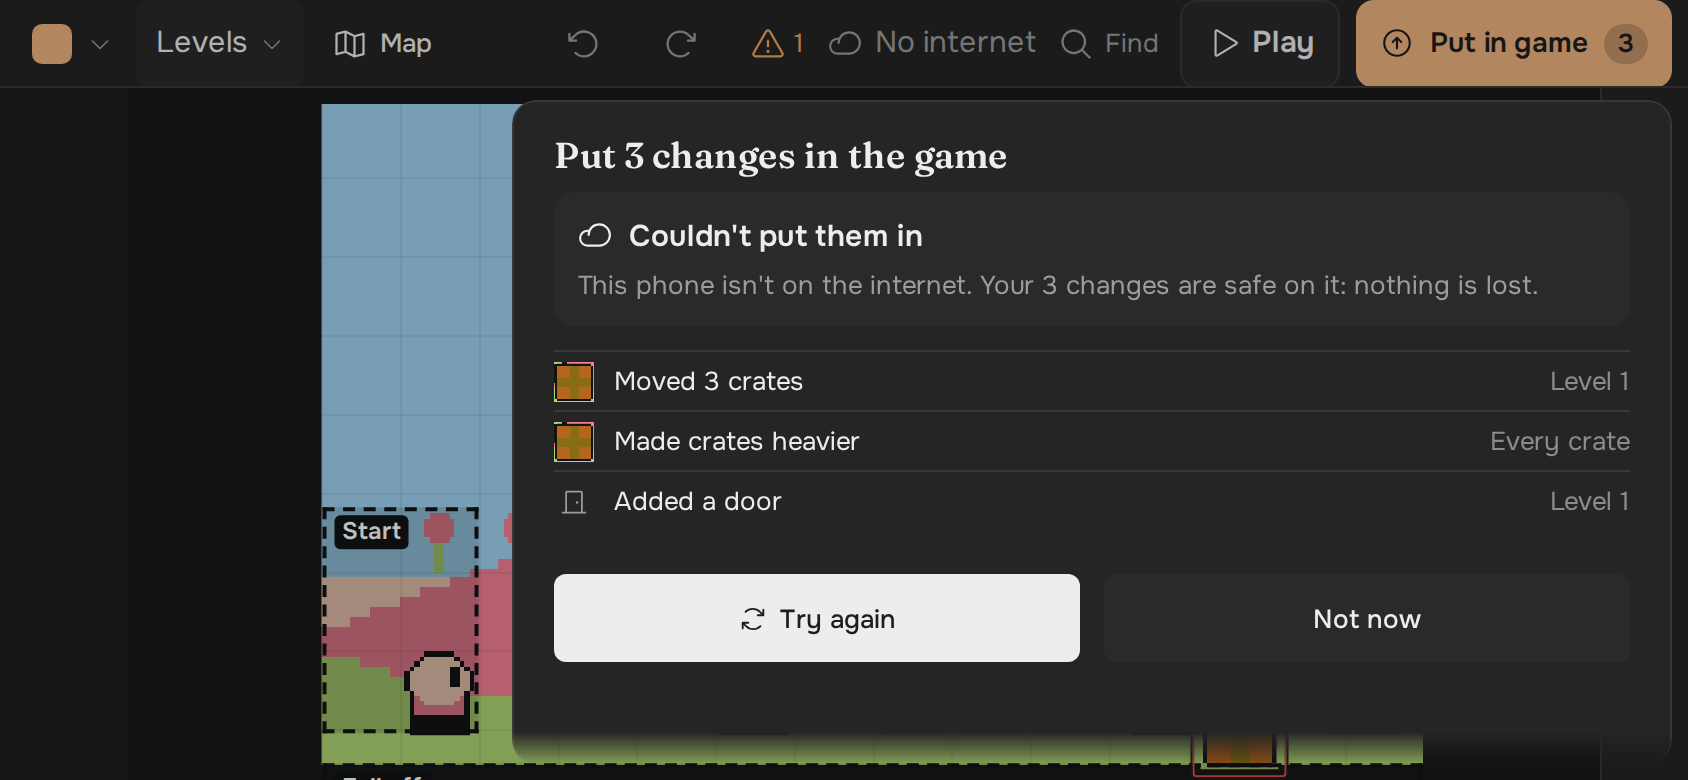 Levels
Map
1
No internet
Find
Play
Put in game 3
Put 3 changes in the game
Couldn't put them in
This phone isn't on the internet. Your 3 changes are safe on it: nothing is lost.
Moved 3 crates Level 1
Made crates heavier Every crate
Added a door Level 1
Start
Try again
Not now